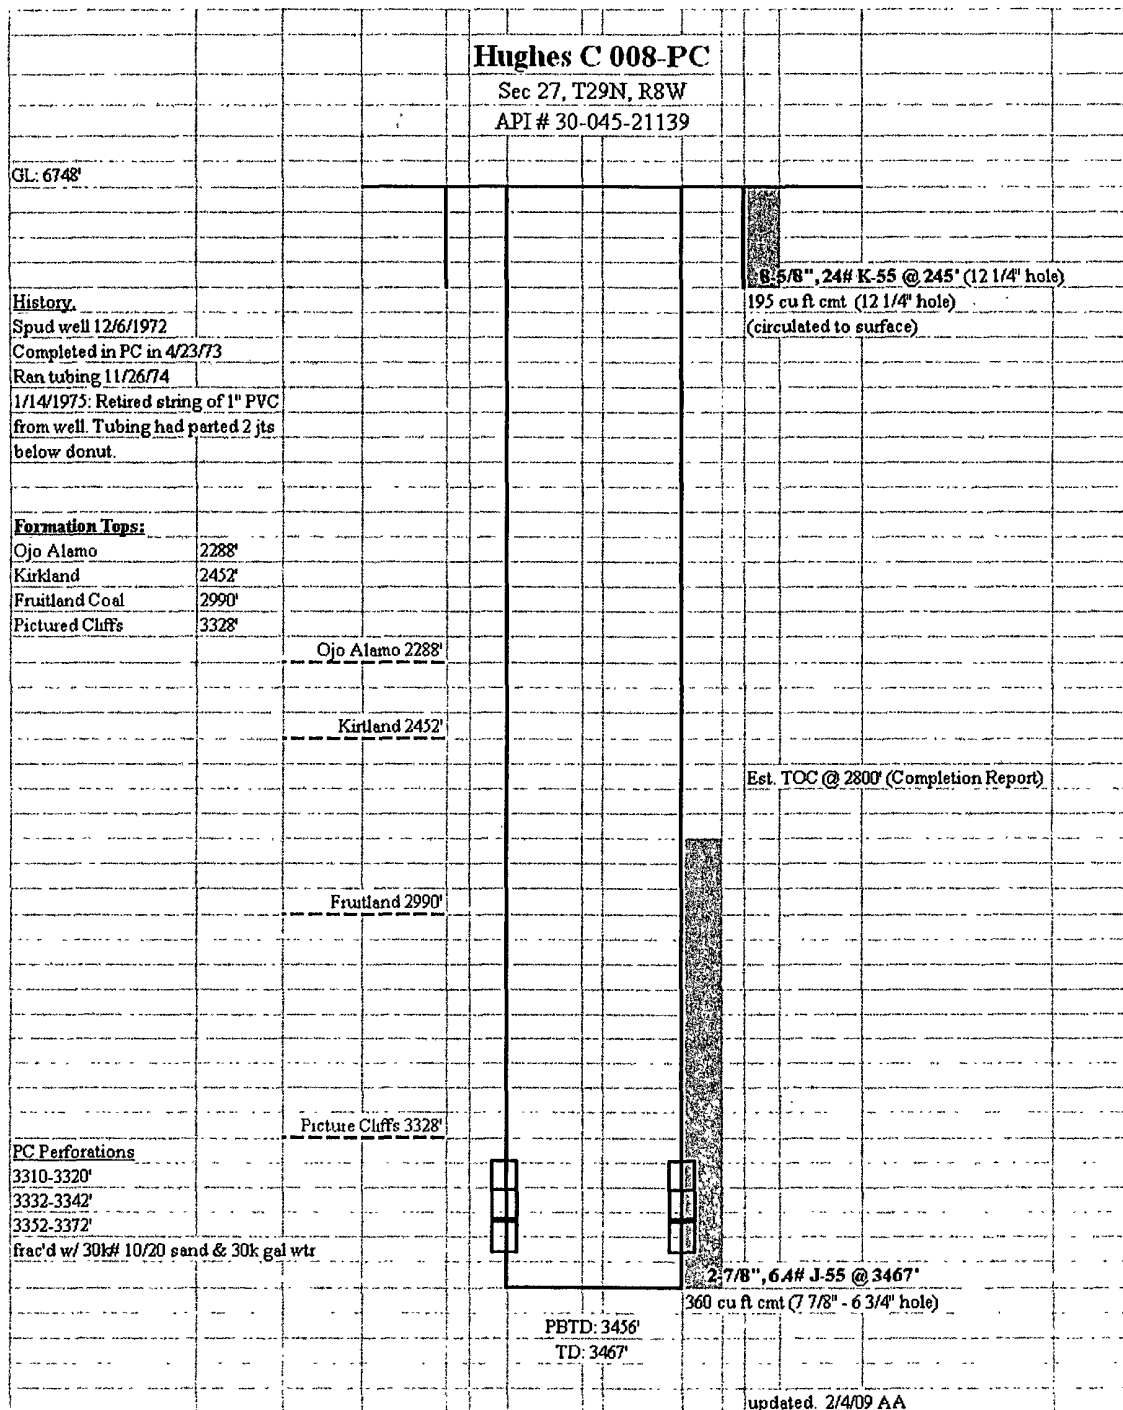 Hughes C 008-PC
Sec 27, T29N, R8W
API # 30-045-21139
GL: 6748'
8-5/8", 24# K-55 @ 245' (12 1/4" hole)
195 cu ft cmt (12 1/4" hole)
(circulated to surface)
History.
Spud well 12/6/1972
Completed in PC in 4/23/73
Ran tubing 11/26/74
1/14/1975: Retired string of 1" PVC
from well. Tubing had parted 2 jts
below donut.
Formation Tops:
Ojo Alamo 2288'
Kirkland 2452'
Fruitland Coal 2990'
Pictured Cliffs 3328'
Ojo Alamo 2288'
Kirtland 2452'
Est. TOC @ 2800' (Completion Report)
Fruitland 2990'
Picture Cliffs 3328'
PC Perforations
3310-3320'
3332-3342'
3352-3372'
frac'd w/ 30k# 10/20 sand & 30k gal wtr
2-7/8", 6.4# J-55 @ 3467'
360 cu ft cmt (7 7/8" - 6 3/4" hole)
PBTD: 3456'
TD: 3467'
updated. 2/4/09 AA